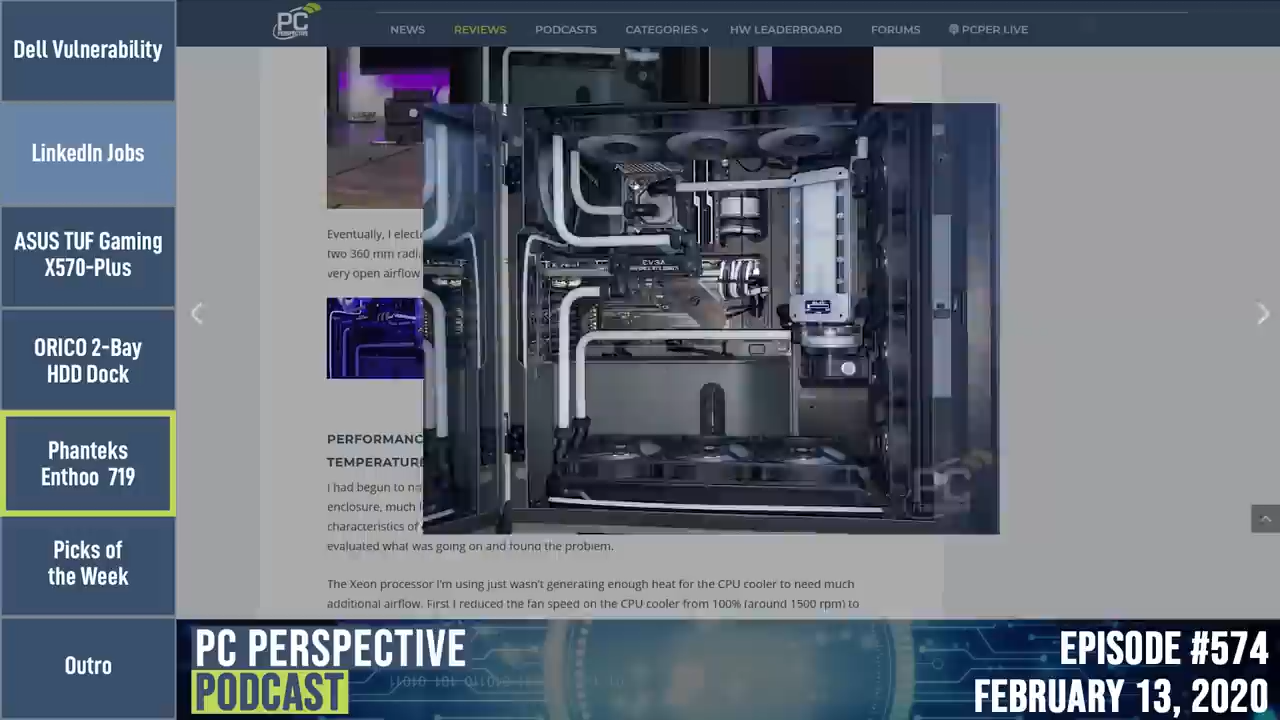 Dell Vulnerability
LinkedIn Jobs
ASUS TUF Gaming
X570-Plus
ORICO 2-Bay
HDD Dock
Phanteks
Enthoo 719
Picks of
the Week
Outro
PC
PERSPECTIVE
NEWS
REVIEWS
PODCASTS
CATEGORIES
HW LEADERBOARD
FORUMS
PCPER LIVE
Eventually, I
two 360 mm
very open airflow
EVGA
PERFORMANC
TEMPERATUR
I had begun to
enclosure, much
characteristics of
evaluated what was going on and found the problem.
The Xeon processor I'm using just wasn't generating enough heat for the CPU cooler to need much
additional airflow. First I reduced the fan speed on the CPU cooler from 100% (around 1500 rpm) to
PC
PC PERSPECTIVE
PODCAST
EPISODE #574
FEBRUARY 13, 2020